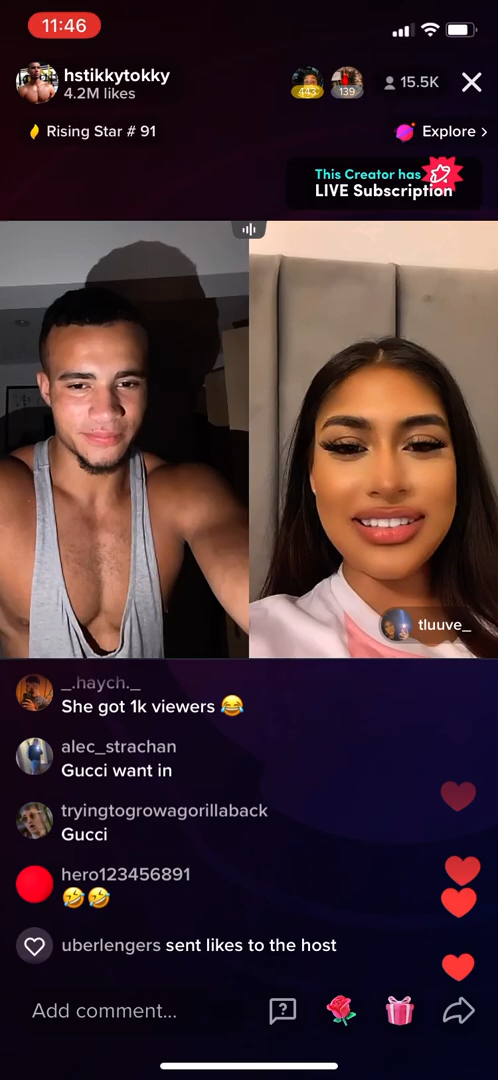 11:46
hstikkytokky
4.2M likes
443
139
15.5K
Rising Star # 91
Explore >
This Creator has
LIVE Subscription
tluuve_
_.haych._
She got 1k viewers 😂
alec_strachan
Gucci want in
tryingtogrowagorillaback
Gucci
hero123456891
🤣🤣
uberlengers sent likes to the host
Add comment...